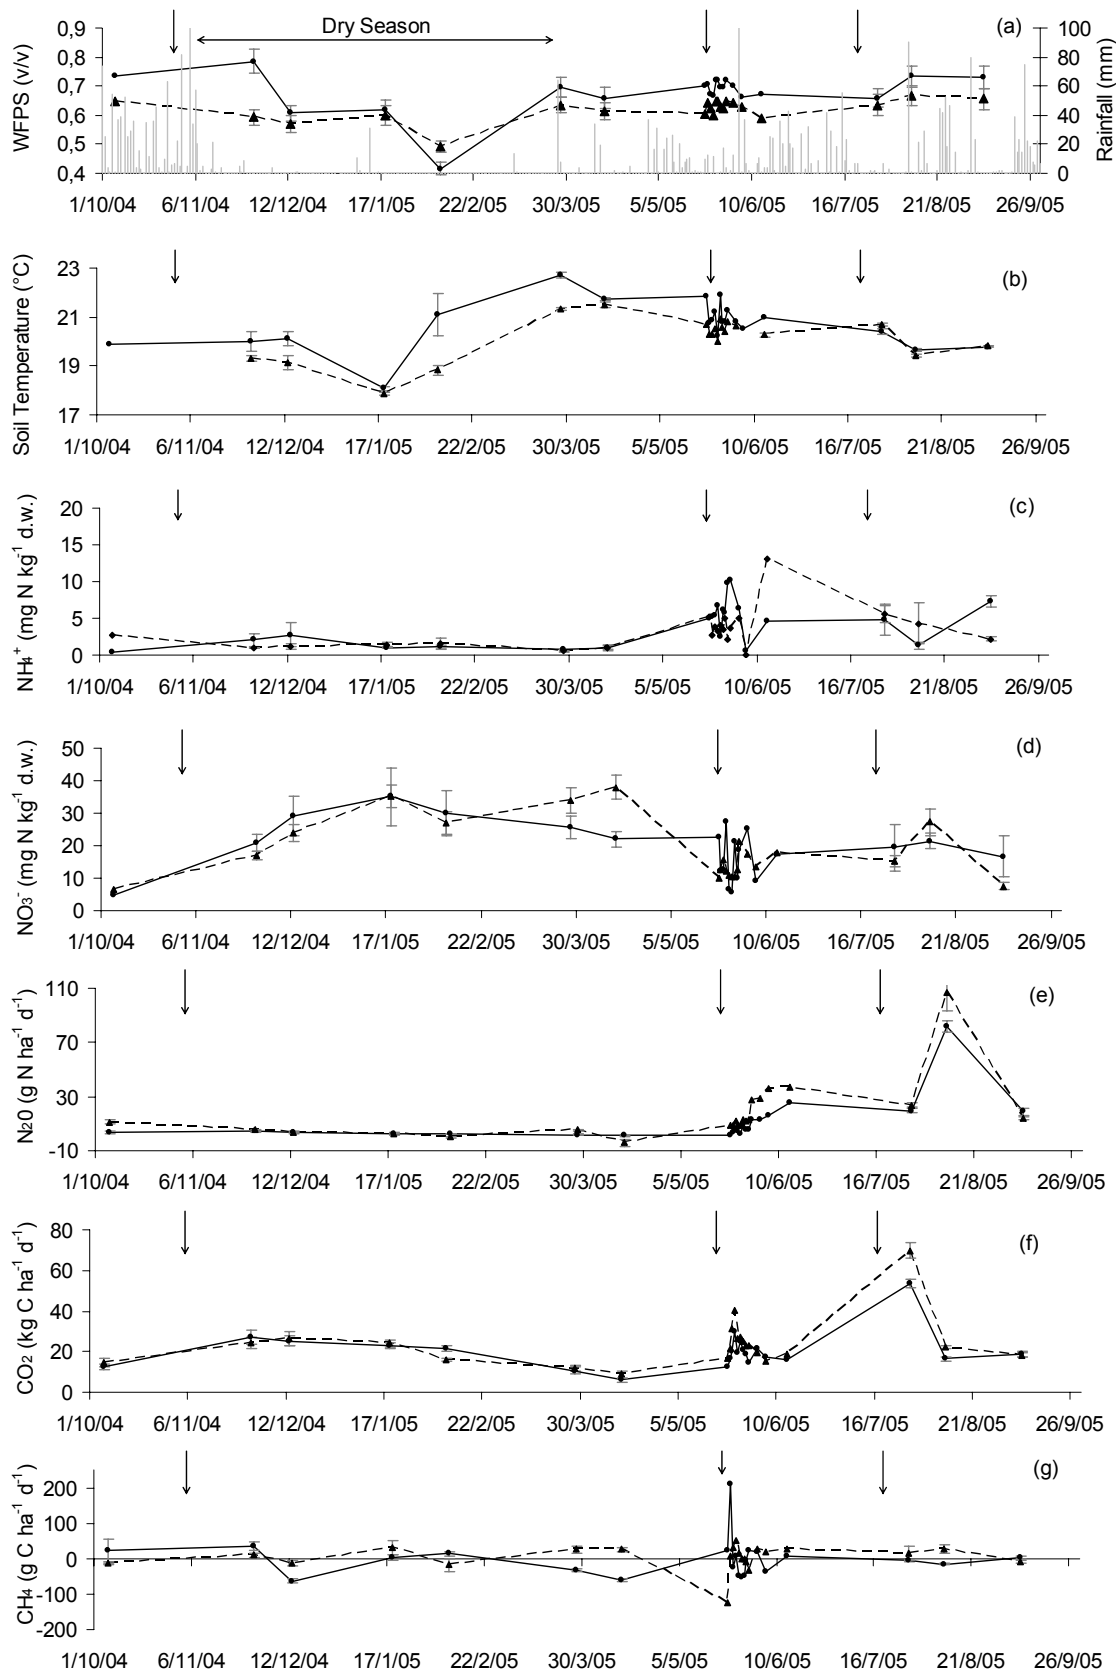 (a)
Dry Season
WFPS (v/v)
0,9
0,8
0,7
0,6
0,5
0,4
100
80
60
40
20
0
Rainfall (mm)
1/10/04 6/11/04 12/12/04 17/1/05 22/2/05 30/3/05 5/5/05 10/6/05 16/7/05 21/8/05 26/9/05
(b)
Soil Temperature (°C)
23
21
19
17
1/10/04 6/11/04 12/12/04 17/1/05 22/2/05 30/3/05 5/5/05 10/6/05 16/7/05 21/8/05 26/9/05
(c)
NH₄⁺ (mg N kg⁻¹ d.w.)
20
15
10
5
0
1/10/04 6/11/04 12/12/04 17/1/05 22/2/05 30/3/05 5/5/05 10/6/05 16/7/05 21/8/05 26/9/05
(d)
NO₃⁻ (mg N kg⁻¹ d.w.)
50
40
30
20
10
0
1/10/04 6/11/04 12/12/04 17/1/05 22/2/05 30/3/05 5/5/05 10/6/05 16/7/05 21/8/05 26/9/05
(e)
N₂0 (g N ha⁻¹ d⁻¹)
110
70
30
-10
1/10/04 6/11/04 12/12/04 17/1/05 22/2/05 30/3/05 5/5/05 10/6/05 16/7/05 21/8/05 26/9/05
(f)
CO₂ (kg C ha⁻¹ d⁻¹)
80
60
40
20
0
1/10/04 6/11/04 12/12/04 17/1/05 22/2/05 30/3/05 5/5/05 10/6/05 16/7/05 21/8/05 26/9/05
(g)
CH₄ (g C ha⁻¹ d⁻¹)
200
100
0
-100
-200
1/10/04 6/11/04 12/12/04 17/1/05 22/2/05 30/3/05 5/5/05 10/6/05 16/7/05 21/8/05 26/9/05